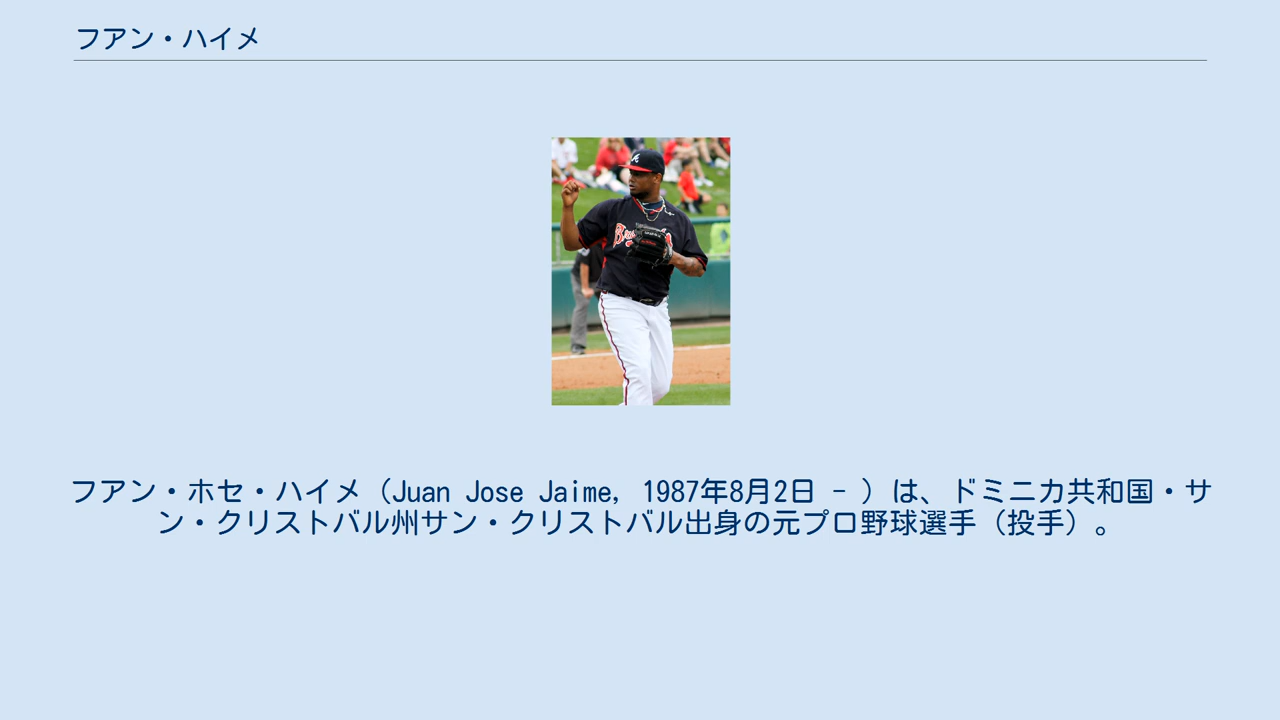 フアン・ハイメ
フアン・ホセ・ハイメ（Juan Jose Jaime, 1987年8月2日 - ）は、ドミニカ共和国・サ
ン・クリストバル州サン・クリストバル出身の元プロ野球選手（投手）。